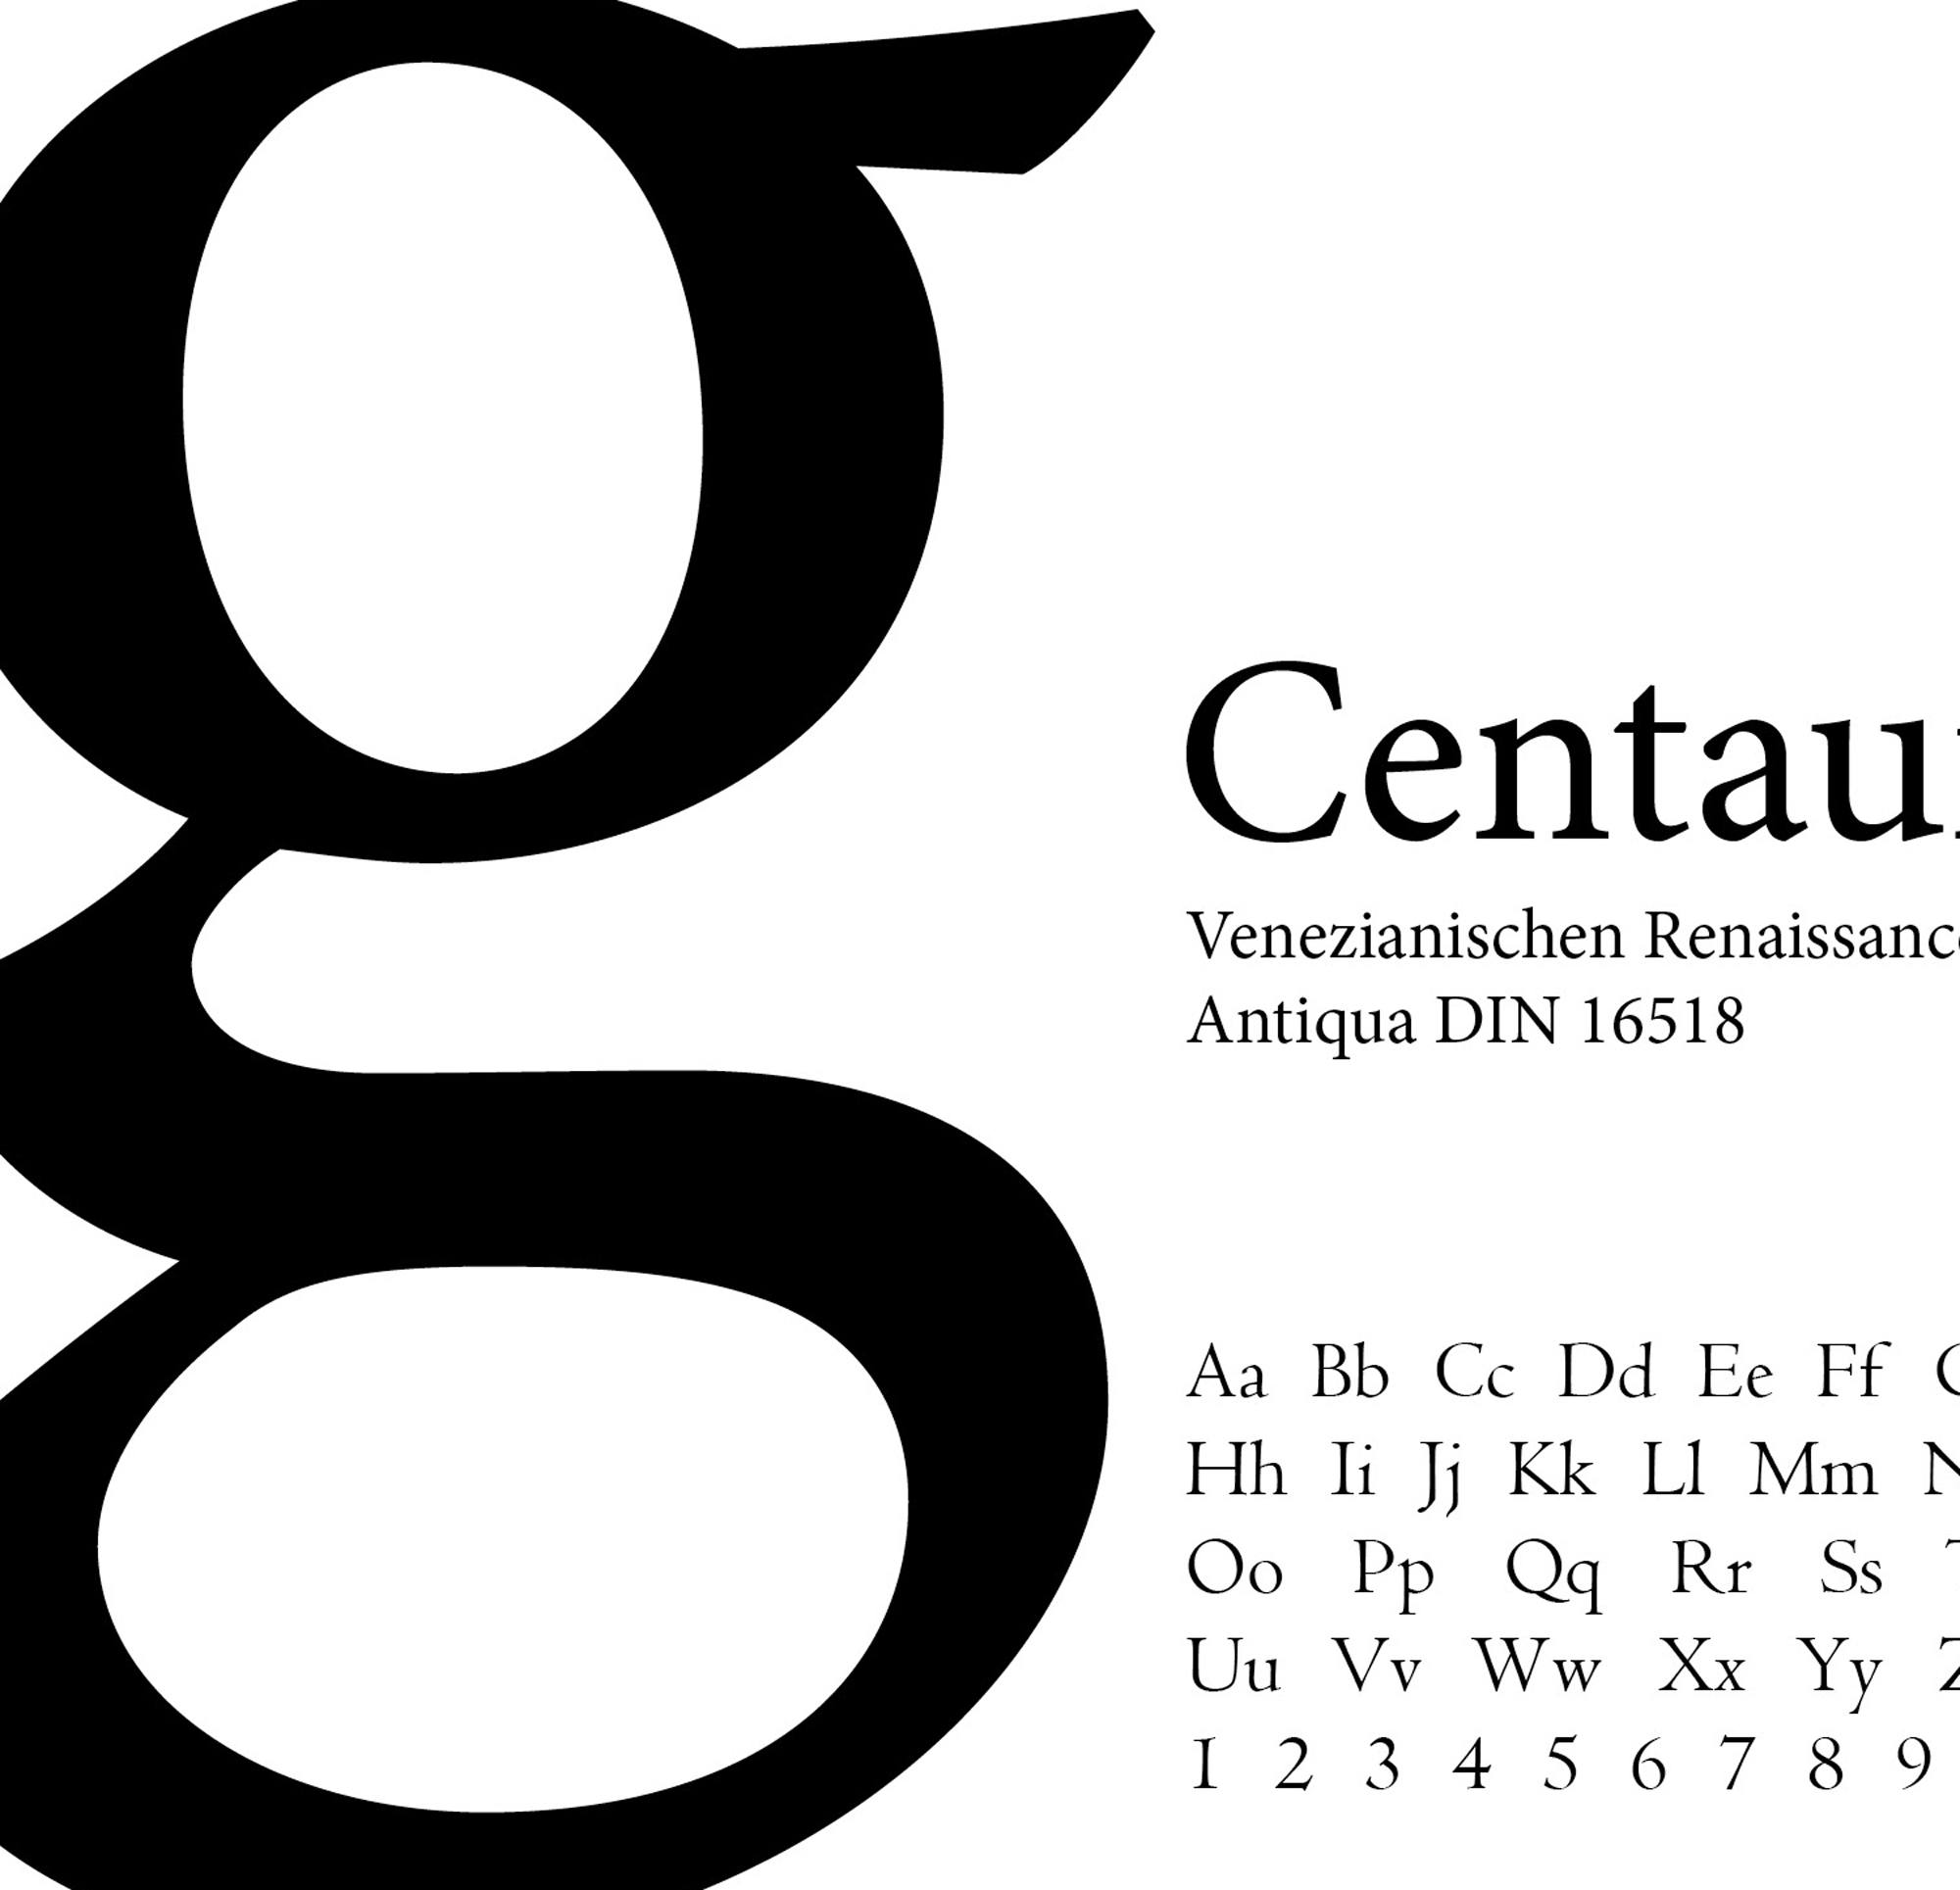 g
Centau
Venezianischen Renaissance
Antiqua DIN 16518
Aa Bb Cc Dd Ee Ff
Hh Ii Jj Kk Ll Mm N
Oo Pp Qq Rr Ss
Uu Vv Ww Xx Yy Z
1 2 3 4 5 6 7 8 9